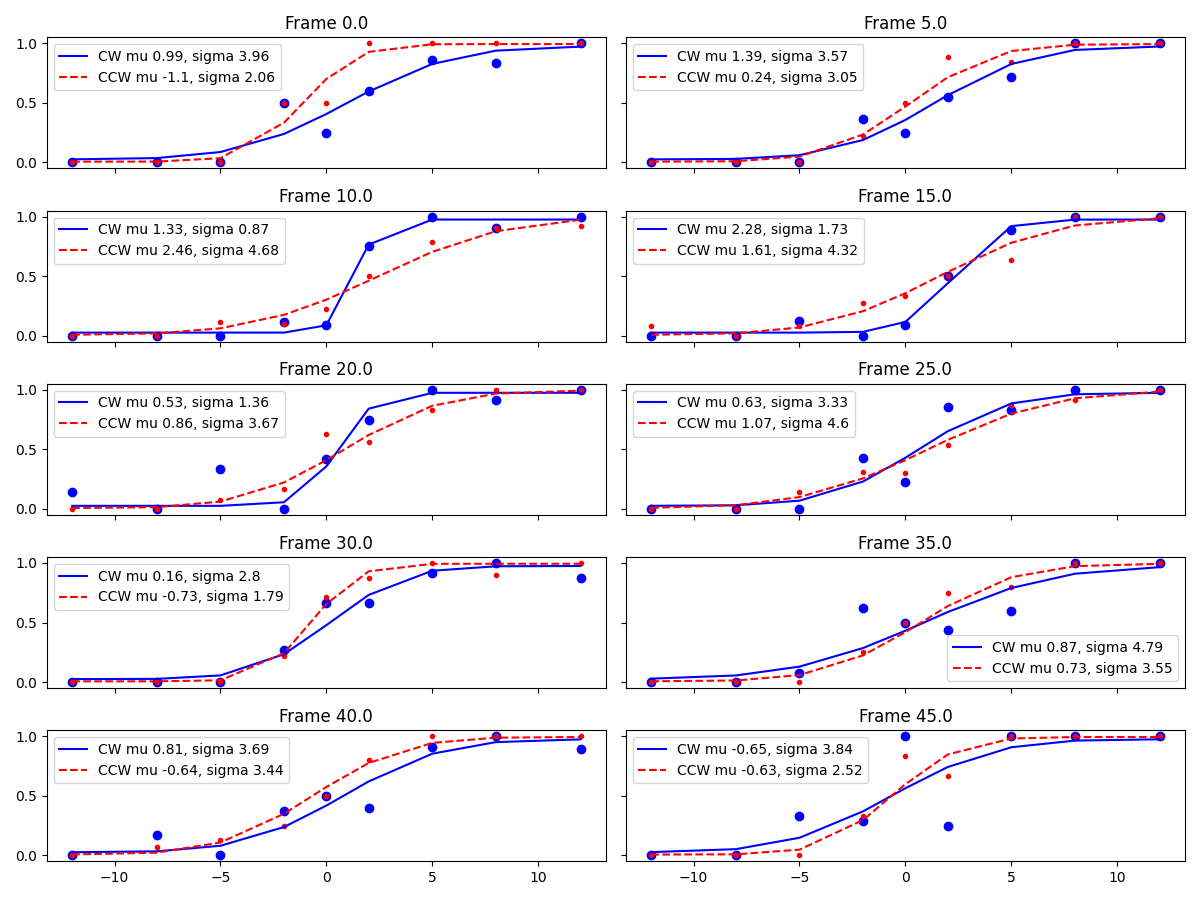 Frame 0.0
1.0
0.5
0.0
CW mu 0.99, sigma 3.96
CCW mu -1.1, sigma 2.06
Frame 5.0
CW mu 1.39, sigma 3.57
CCW mu 0.24, sigma 3.05
Frame 10.0
1.0
0.5
0.0
CW mu 1.33, sigma 0.87
CCW mu 2.46, sigma 4.68
Frame 15.0
CW mu 2.28, sigma 1.73
CCW mu 1.61, sigma 4.32
Frame 20.0
1.0
0.5
0.0
CW mu 0.53, sigma 1.36
CCW mu 0.86, sigma 3.67
Frame 25.0
CW mu 0.63, sigma 3.33
CCW mu 1.07, sigma 4.6
Frame 30.0
1.0
0.5
0.0
CW mu 0.16, sigma 2.8
CCW mu -0.73, sigma 1.79
Frame 35.0
CW mu 0.87, sigma 4.79
CCW mu 0.73, sigma 3.55
Frame 40.0
1.0
0.5
0.0
CW mu 0.81, sigma 3.69
CCW mu -0.64, sigma 3.44
−10 −5 0 5 10
Frame 45.0
CW mu -0.65, sigma 3.84
CCW mu -0.63, sigma 2.52
−10 −5 0 5 10